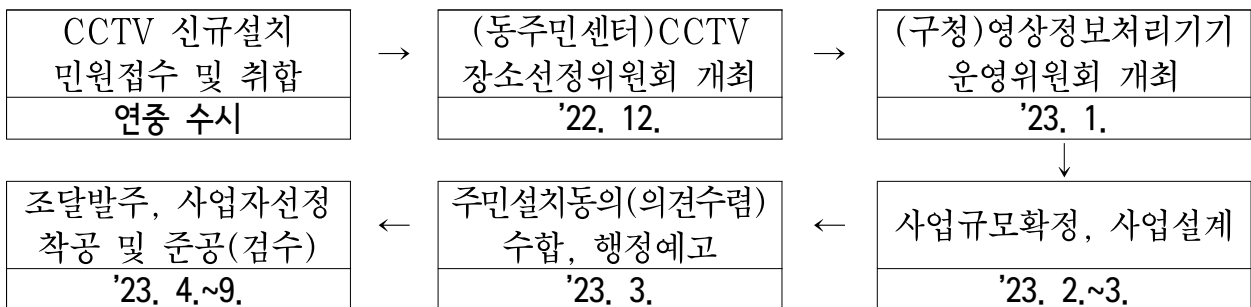 CCTV 신규설치
민원접수 및 취합
연중 수시
→
(동주민센터)CCTV
장소선정위원회 개최
'22. 12.
→
(구청)영상정보처리기기
운영위원회 개최
'23. 1.
↓
사업규모확정, 사업설계
'23. 2.~3.
←
주민설치동의(의견수렴)
수합, 행정예고
'23. 3.
←
조달발주, 사업자선정
착공 및 준공(검수)
'23. 4.~9.